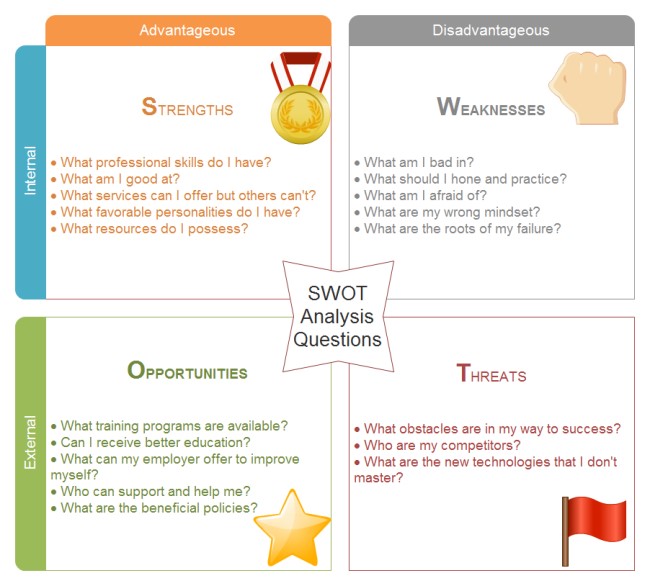 Advantageous
Disadvantageous
Internal
STRENGTHS
• What professional skills do I have?
• What am I good at?
• What services can I offer but others can't?
• What favorable personalities do I have?
• What resources do I possess?
WEAKNESSES
• What am I bad in?
• What should I hone and practice?
• What am I afraid of?
• What are my wrong mindset?
• What are the roots of my failure?
SWOT
Analysis
Questions
External
OPPORTUNITIES
• What training programs are available?
• Can I receive better education?
• What can my employer offer to improve
myself?
• Who can support and help me?
• What are the beneficial policies?
THREATS
• What obstacles are in my way to success?
• Who are my competitors?
• What are the new technologies that I don't
master?